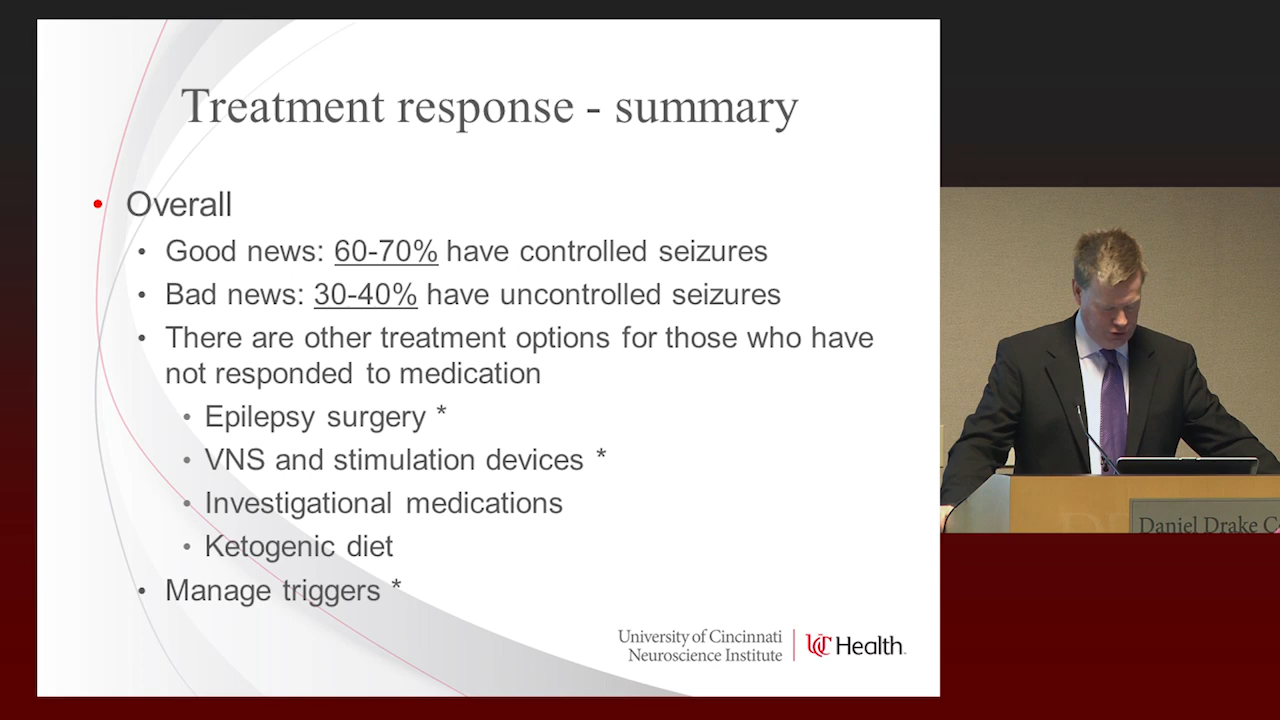 Treatment response - summary
• Overall
• Good news: 60-70% have controlled seizures
• Bad news: 30-40% have uncontrolled seizures
• There are other treatment options for those who have
not responded to medication
• Epilepsy surgery *
• VNS and stimulation devices *
• Investigational medications
• Ketogenic diet
• Manage triggers *
University of Cincinnati
Neuroscience Institute
UC Health
Daniel Drake C